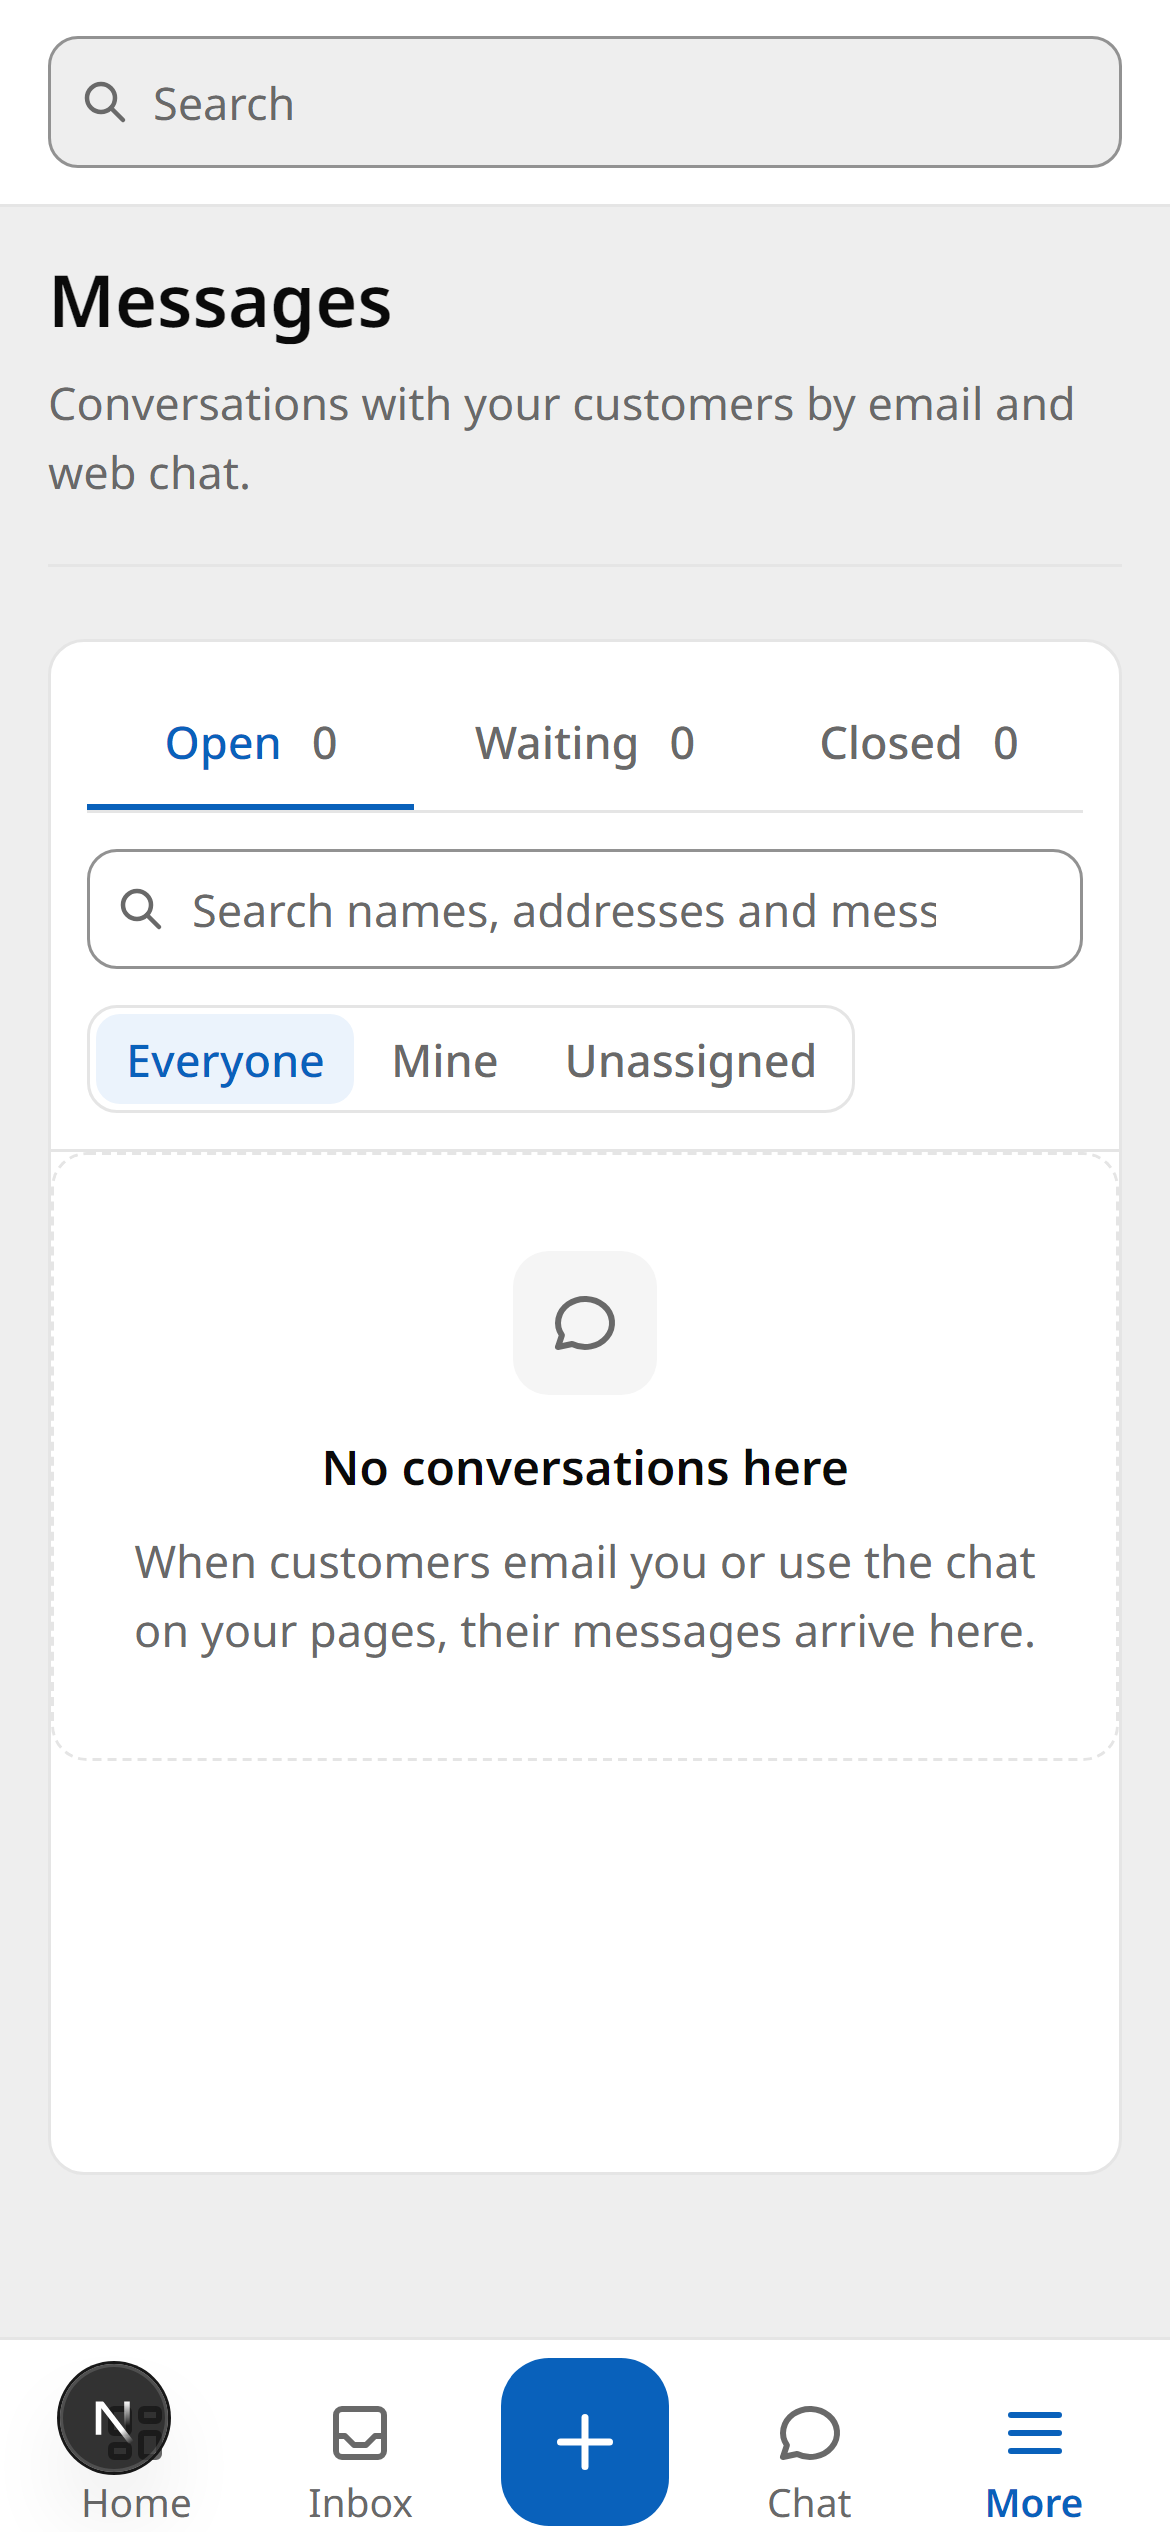 Search
Messages
Conversations with your customers by email and
web chat.
Open 0 Waiting 0 Closed 0
Search names, addresses and mess
Everyone Mine Unassigned
No conversations here
When customers email you or use the chat
on your pages, their messages arrive here.
N
Home Inbox Chat More